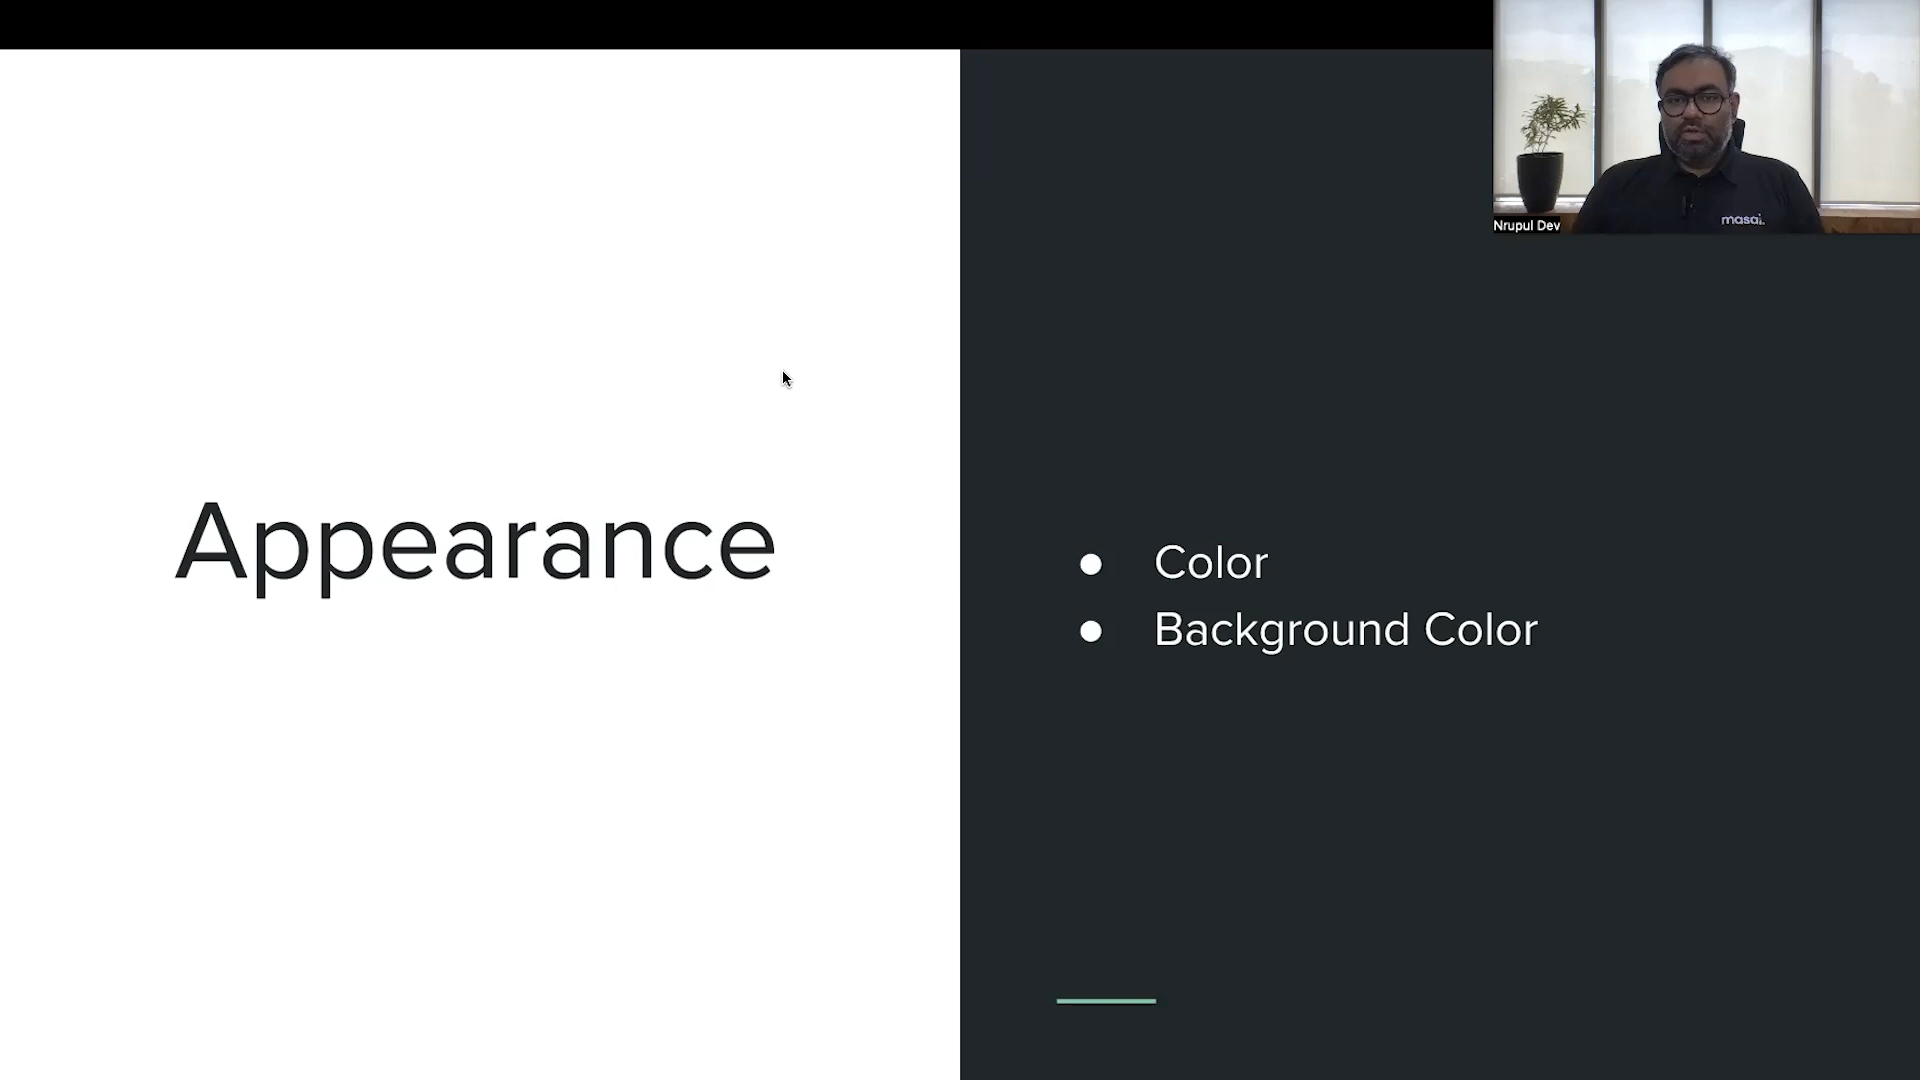 masai.
Nrupul Dev
Appearance
Color
Background Color